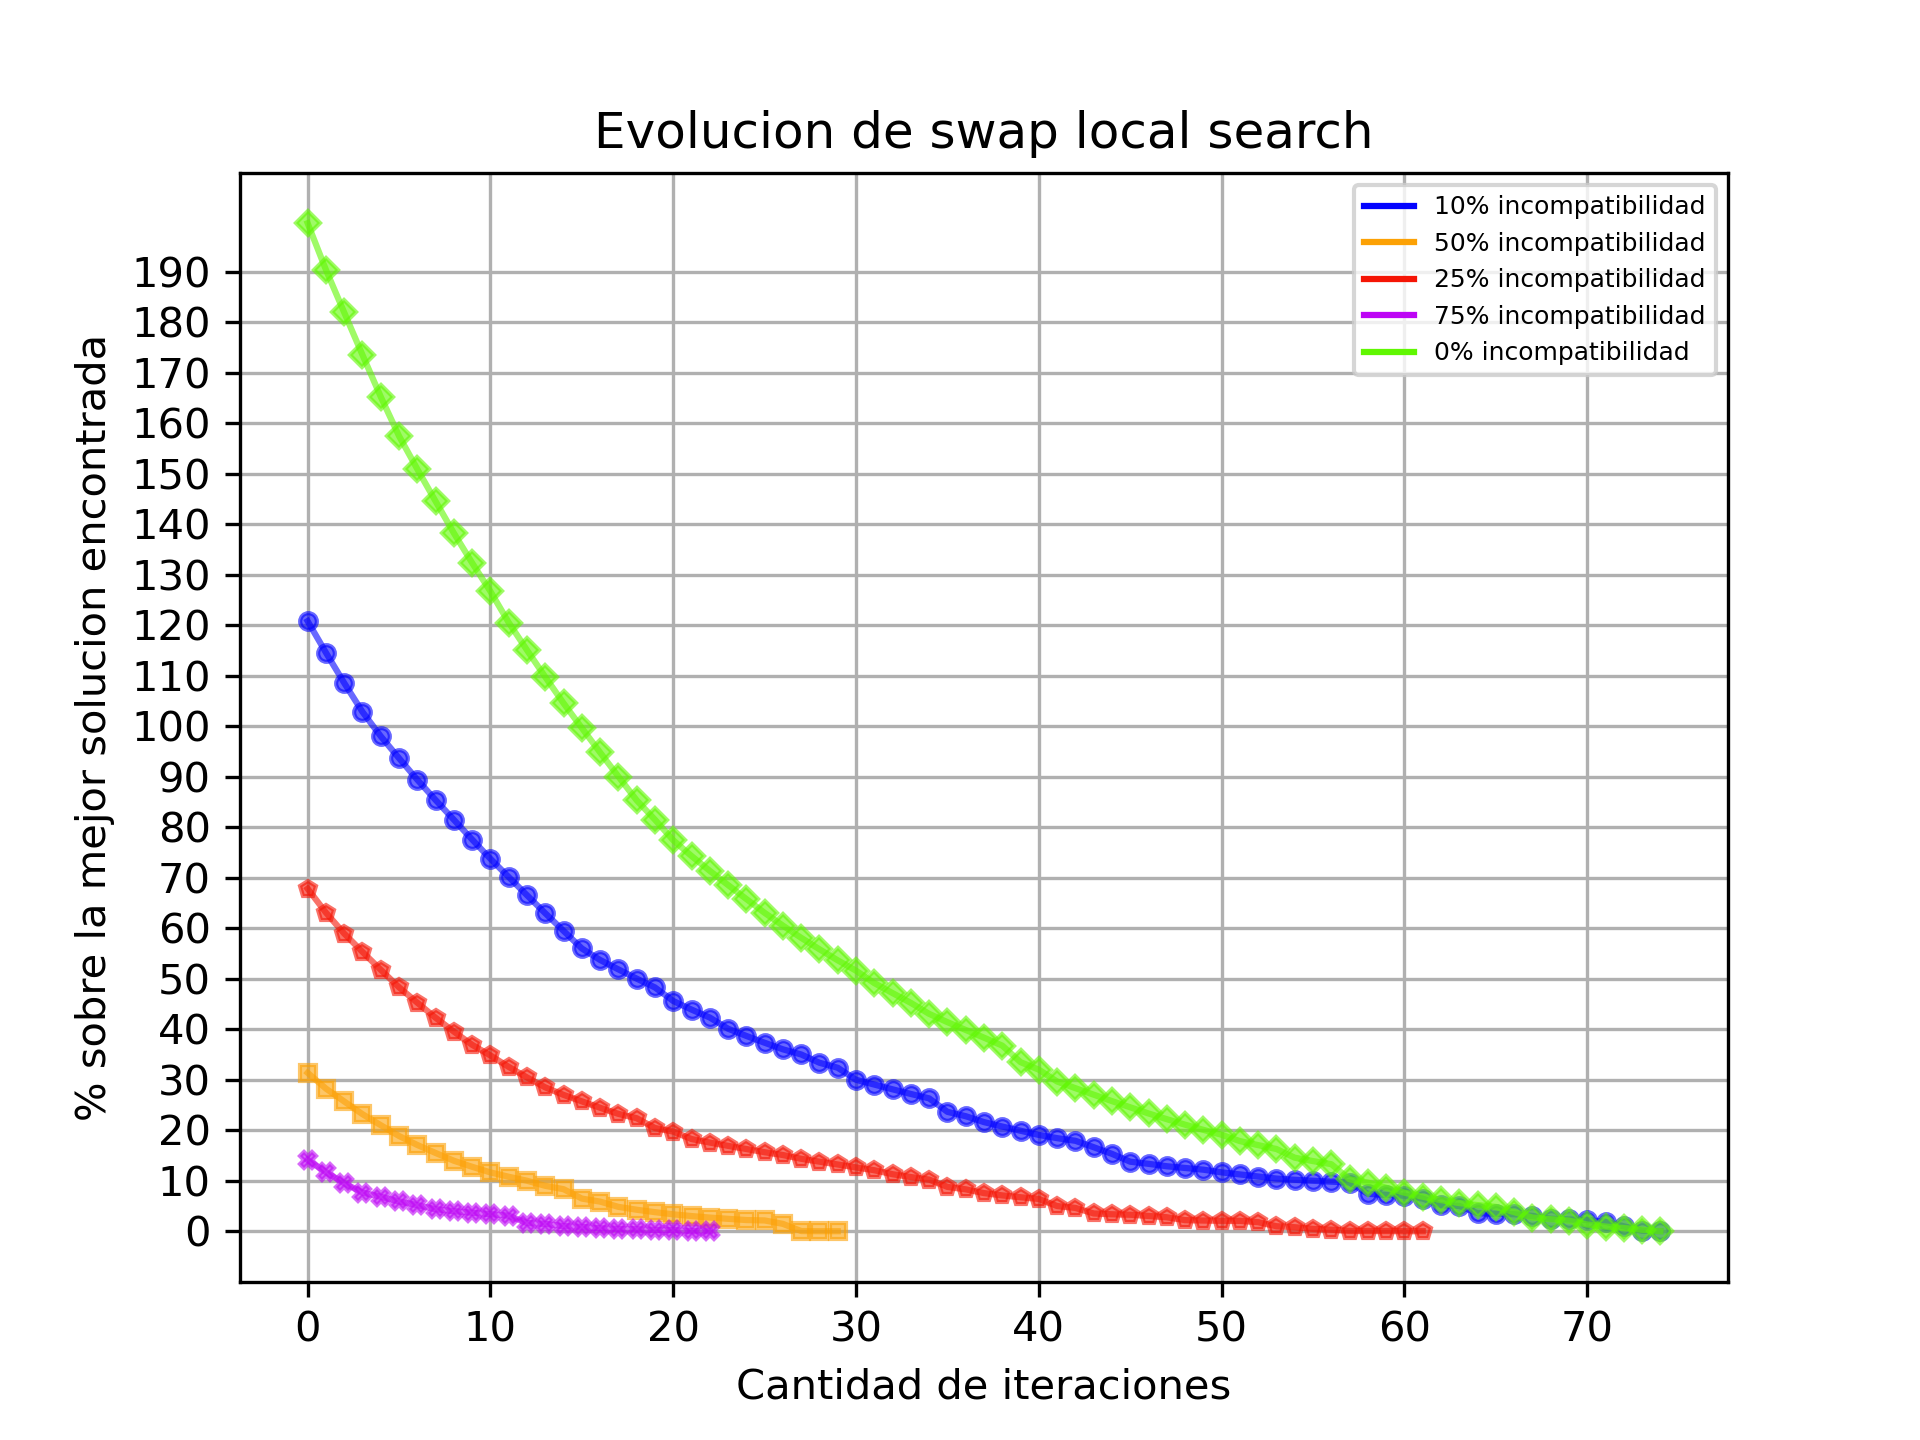 Evolucion de swap local search
10% incompatibilidad
50% incompatibilidad
25% incompatibilidad
75% incompatibilidad
0% incompatibilidad
% sobre la mejor solucion encontrada
190
180
170
160
150
140
130
120
110
100
90
80
70
60
50
40
30
20
10
0
0 10 20 30 40 50 60 70
Cantidad de iteraciones